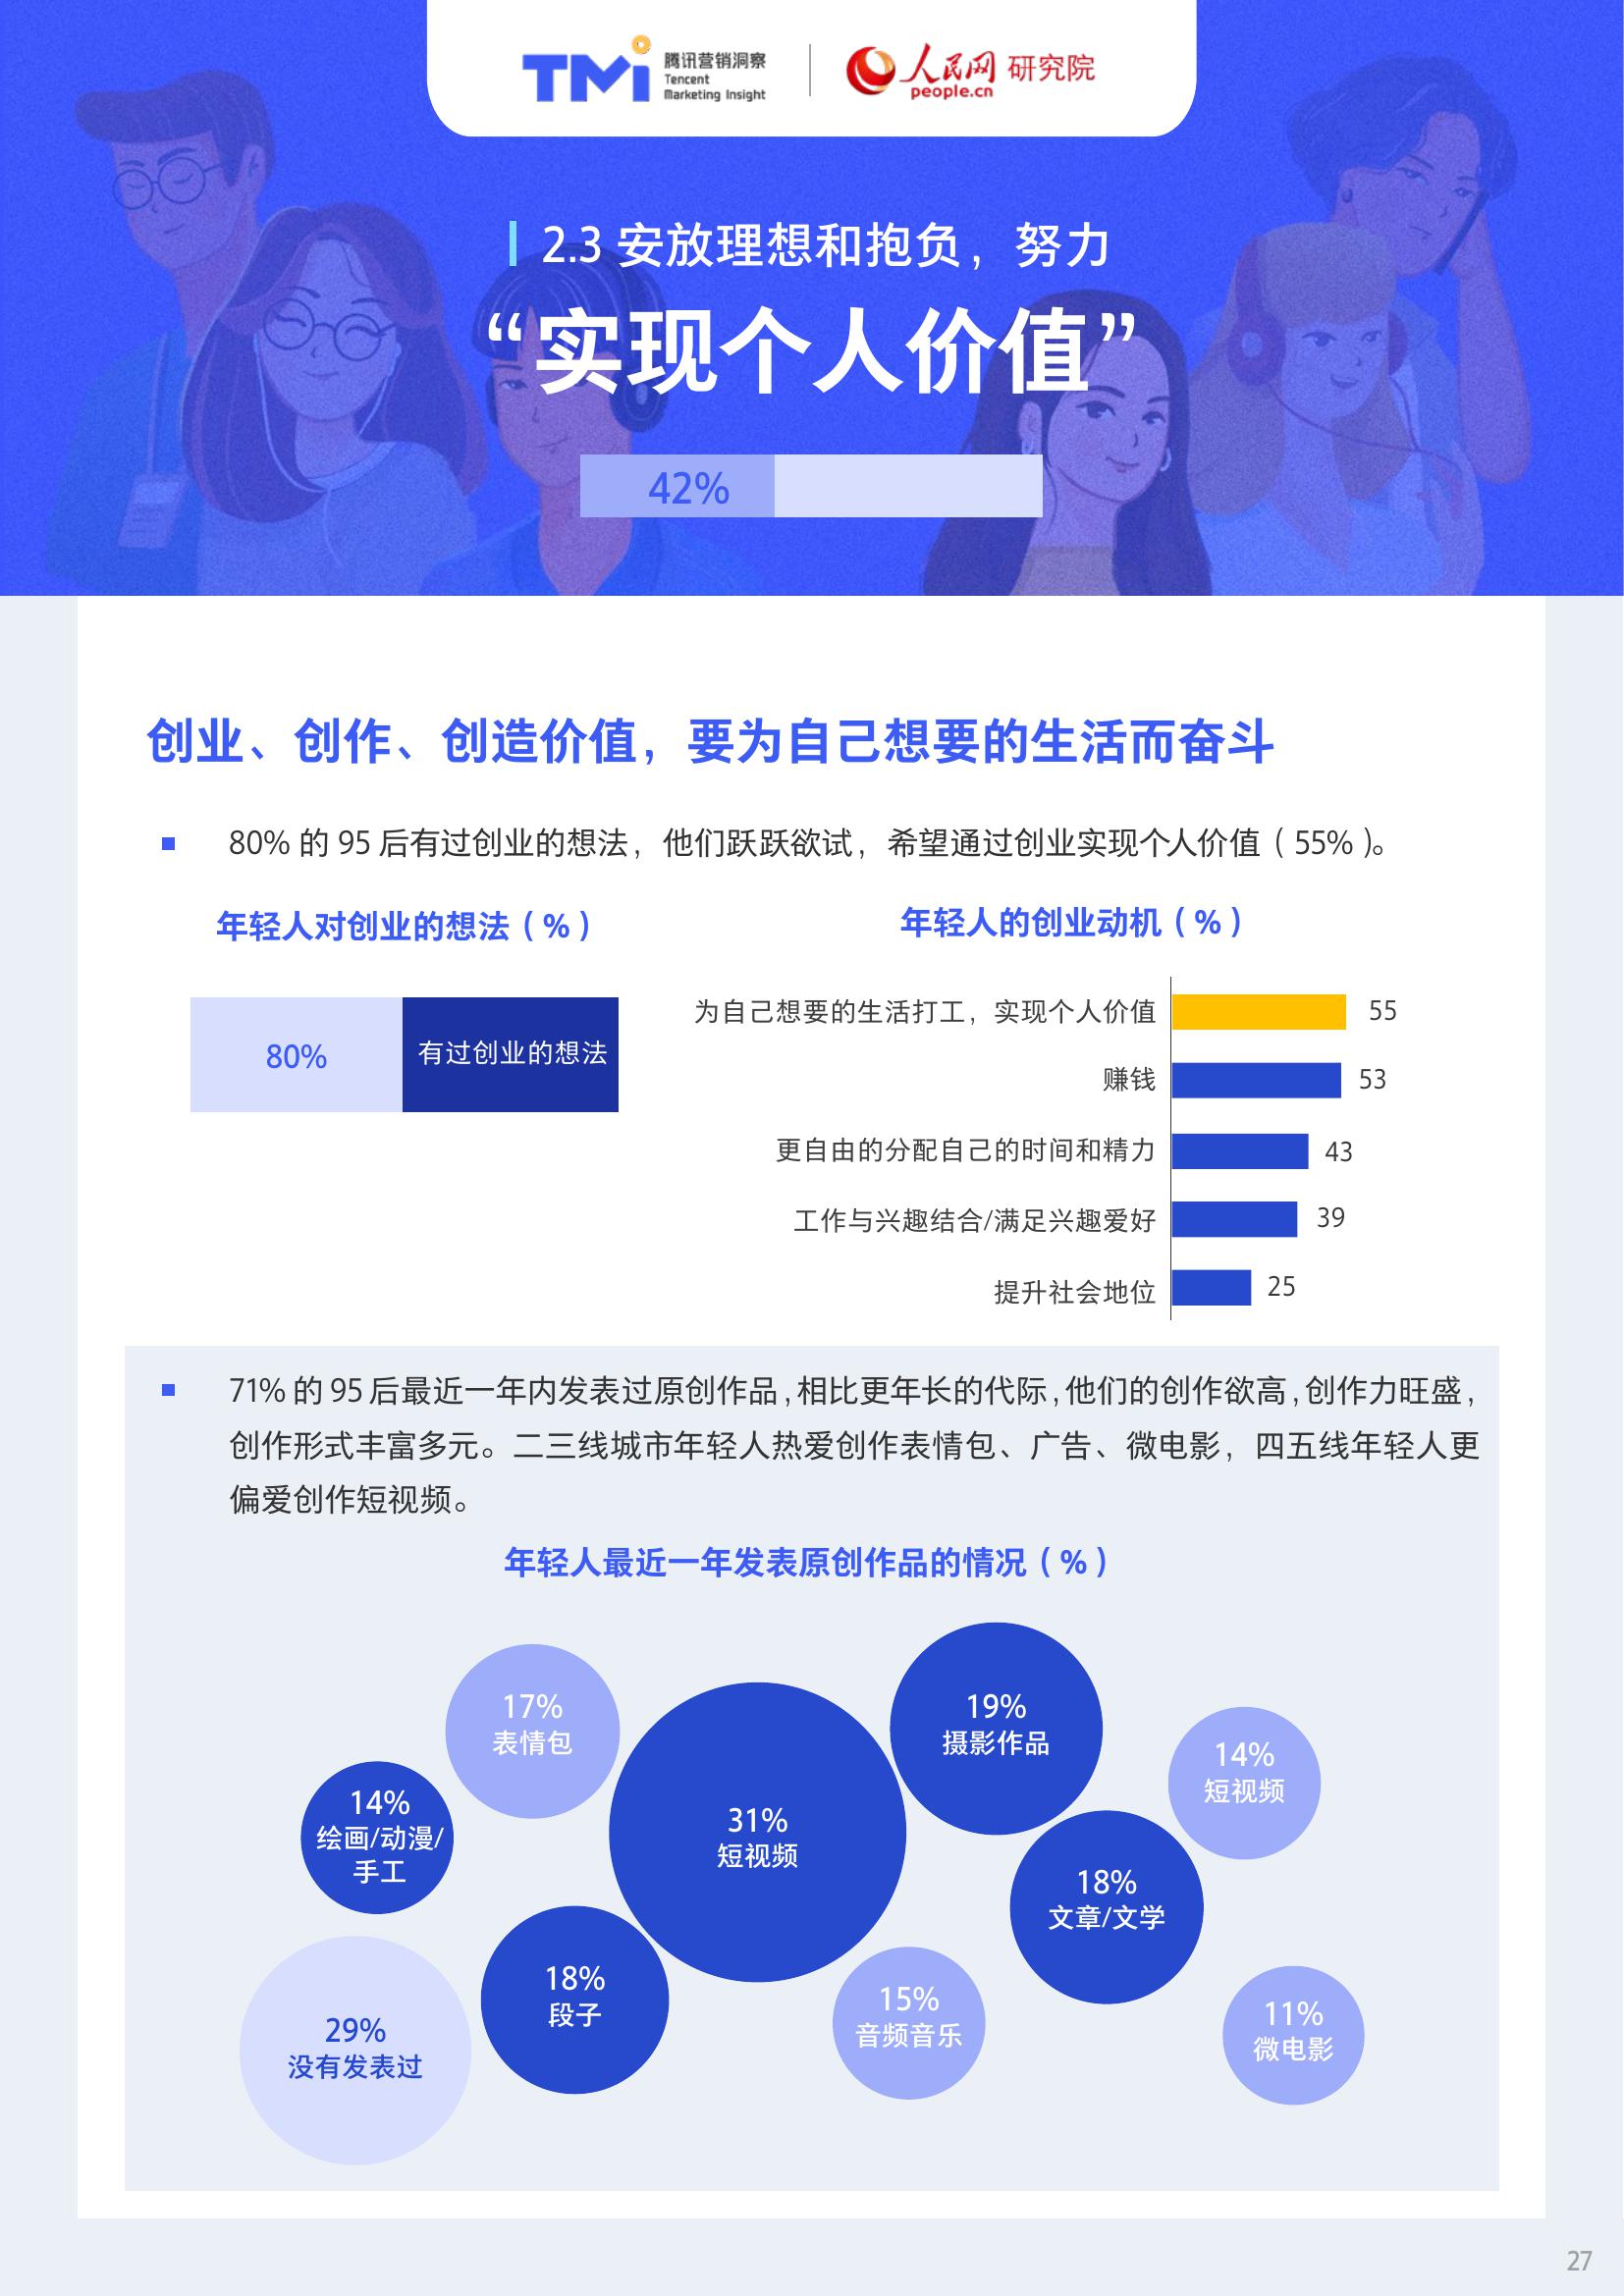 TMi 腾讯营销洞察
Tencent
Marketing Insight
人民网 研究院
people.cn
2.3 安放理想和抱负，努力
“实现个人价值”
42%
创业、创作、创造价值，要为自己想要的生活而奋斗
80% 的 95 后有过创业的想法，他们跃跃欲试，希望通过创业实现个人价值（55%）。
年轻人对创业的想法（%）
80%
有过创业的想法
年轻人的创业动机（%）
为自己想要的生活打工，实现个人价值 55
赚钱 53
更自由的分配自己的时间和精力 43
工作与兴趣结合/满足兴趣爱好 39
提升社会地位 25
71% 的 95 后最近一年内发表过原创作品,相比更年长的代际,他们的创作欲高,创作力旺盛,
创作形式丰富多元。二三线城市年轻人热爱创作表情包、广告、微电影，四五线年轻人更
偏爱创作短视频。
年轻人最近一年发表原创作品的情况（%）
17%
表情包
19%
摄影作品
14%
短视频
14%
绘画/动漫/
手工
31%
短视频
18%
文章/文学
18%
段子
15%
音频音乐
11%
微电影
29%
没有发表过
27